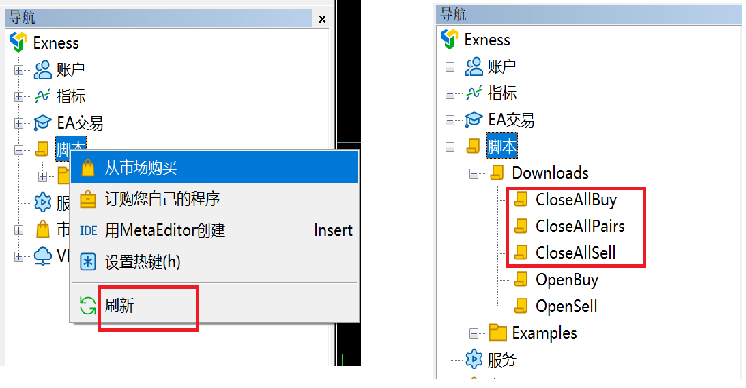 导航
x
Exness
账户
指标
EA交易
脚本
从市场购买
订购您自己的程序
IDE 用MetaEditor创建 Insert
设置热键(h)
刷新
服
市
V
导航
Exness
账户
指标
EA交易
脚本
Downloads
CloseAllBuy
CloseAllPairs
CloseAllSell
OpenBuy
OpenSell
Examples
服务